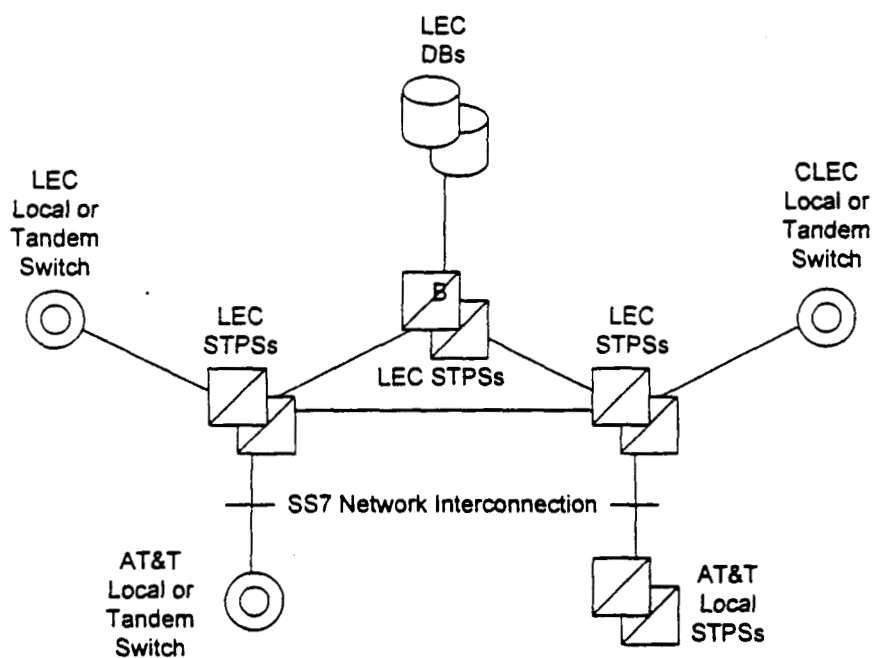 LEC
DBs
LEC
Local or
Tandem
Switch
CLEC
Local or
Tandem
Switch
B
LEC
STPSs
LEC
STPSs
LEC STPSs
SS7 Network Interconnection
AT&T
Local or
Tandem
Switch
AT&T
Local
STPSs